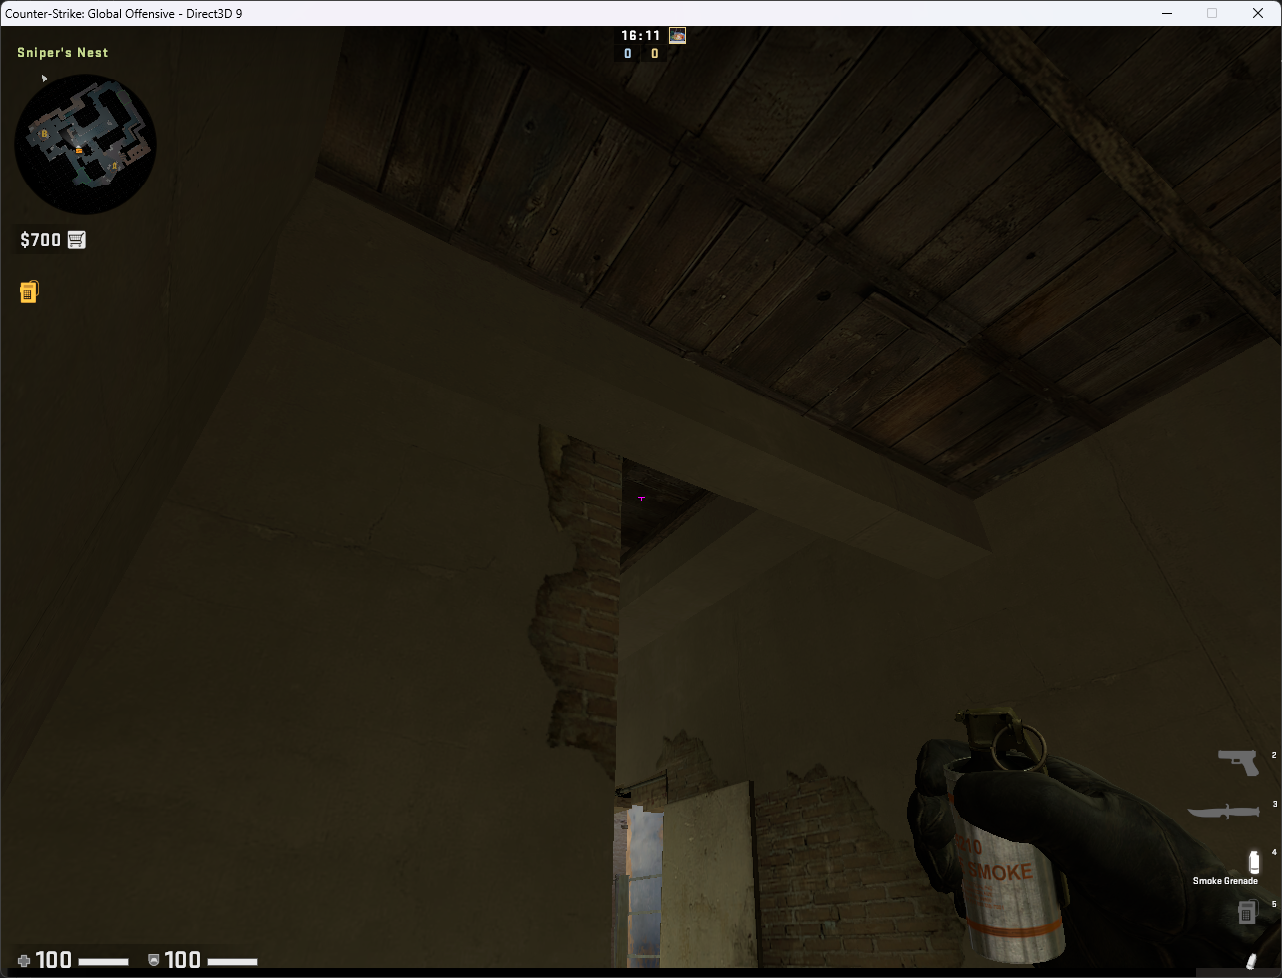 Counter-Strike: Global Offensive - Direct3D 9
16:11
Sniper's Nest
0 0
$700
2
3
4
SMOKE
Smoke Grenade
5
100 100